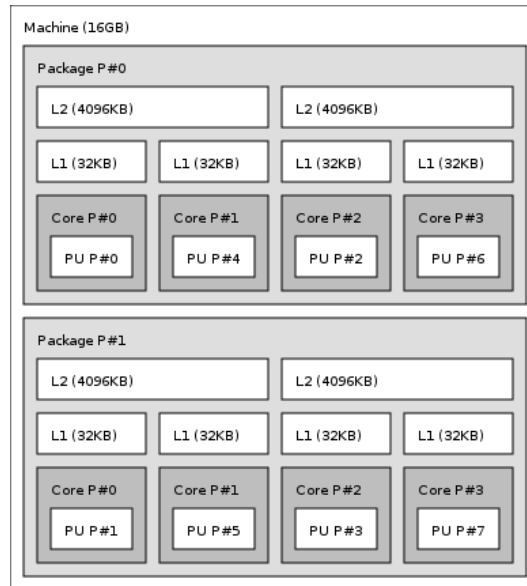 Machine (16GB)
Package P#0
L2 (4096KB) L2 (4096KB)
L1 (32KB) L1 (32KB) L1 (32KB) L1 (32KB)
Core P#0 Core P#1 Core P#2 Core P#3
PU P#0 PU P#4 PU P#2 PU P#6
Package P#1
L2 (4096KB) L2 (4096KB)
L1 (32KB) L1 (32KB) L1 (32KB) L1 (32KB)
Core P#0 Core P#1 Core P#2 Core P#3
PU P#1 PU P#5 PU P#3 PU P#7